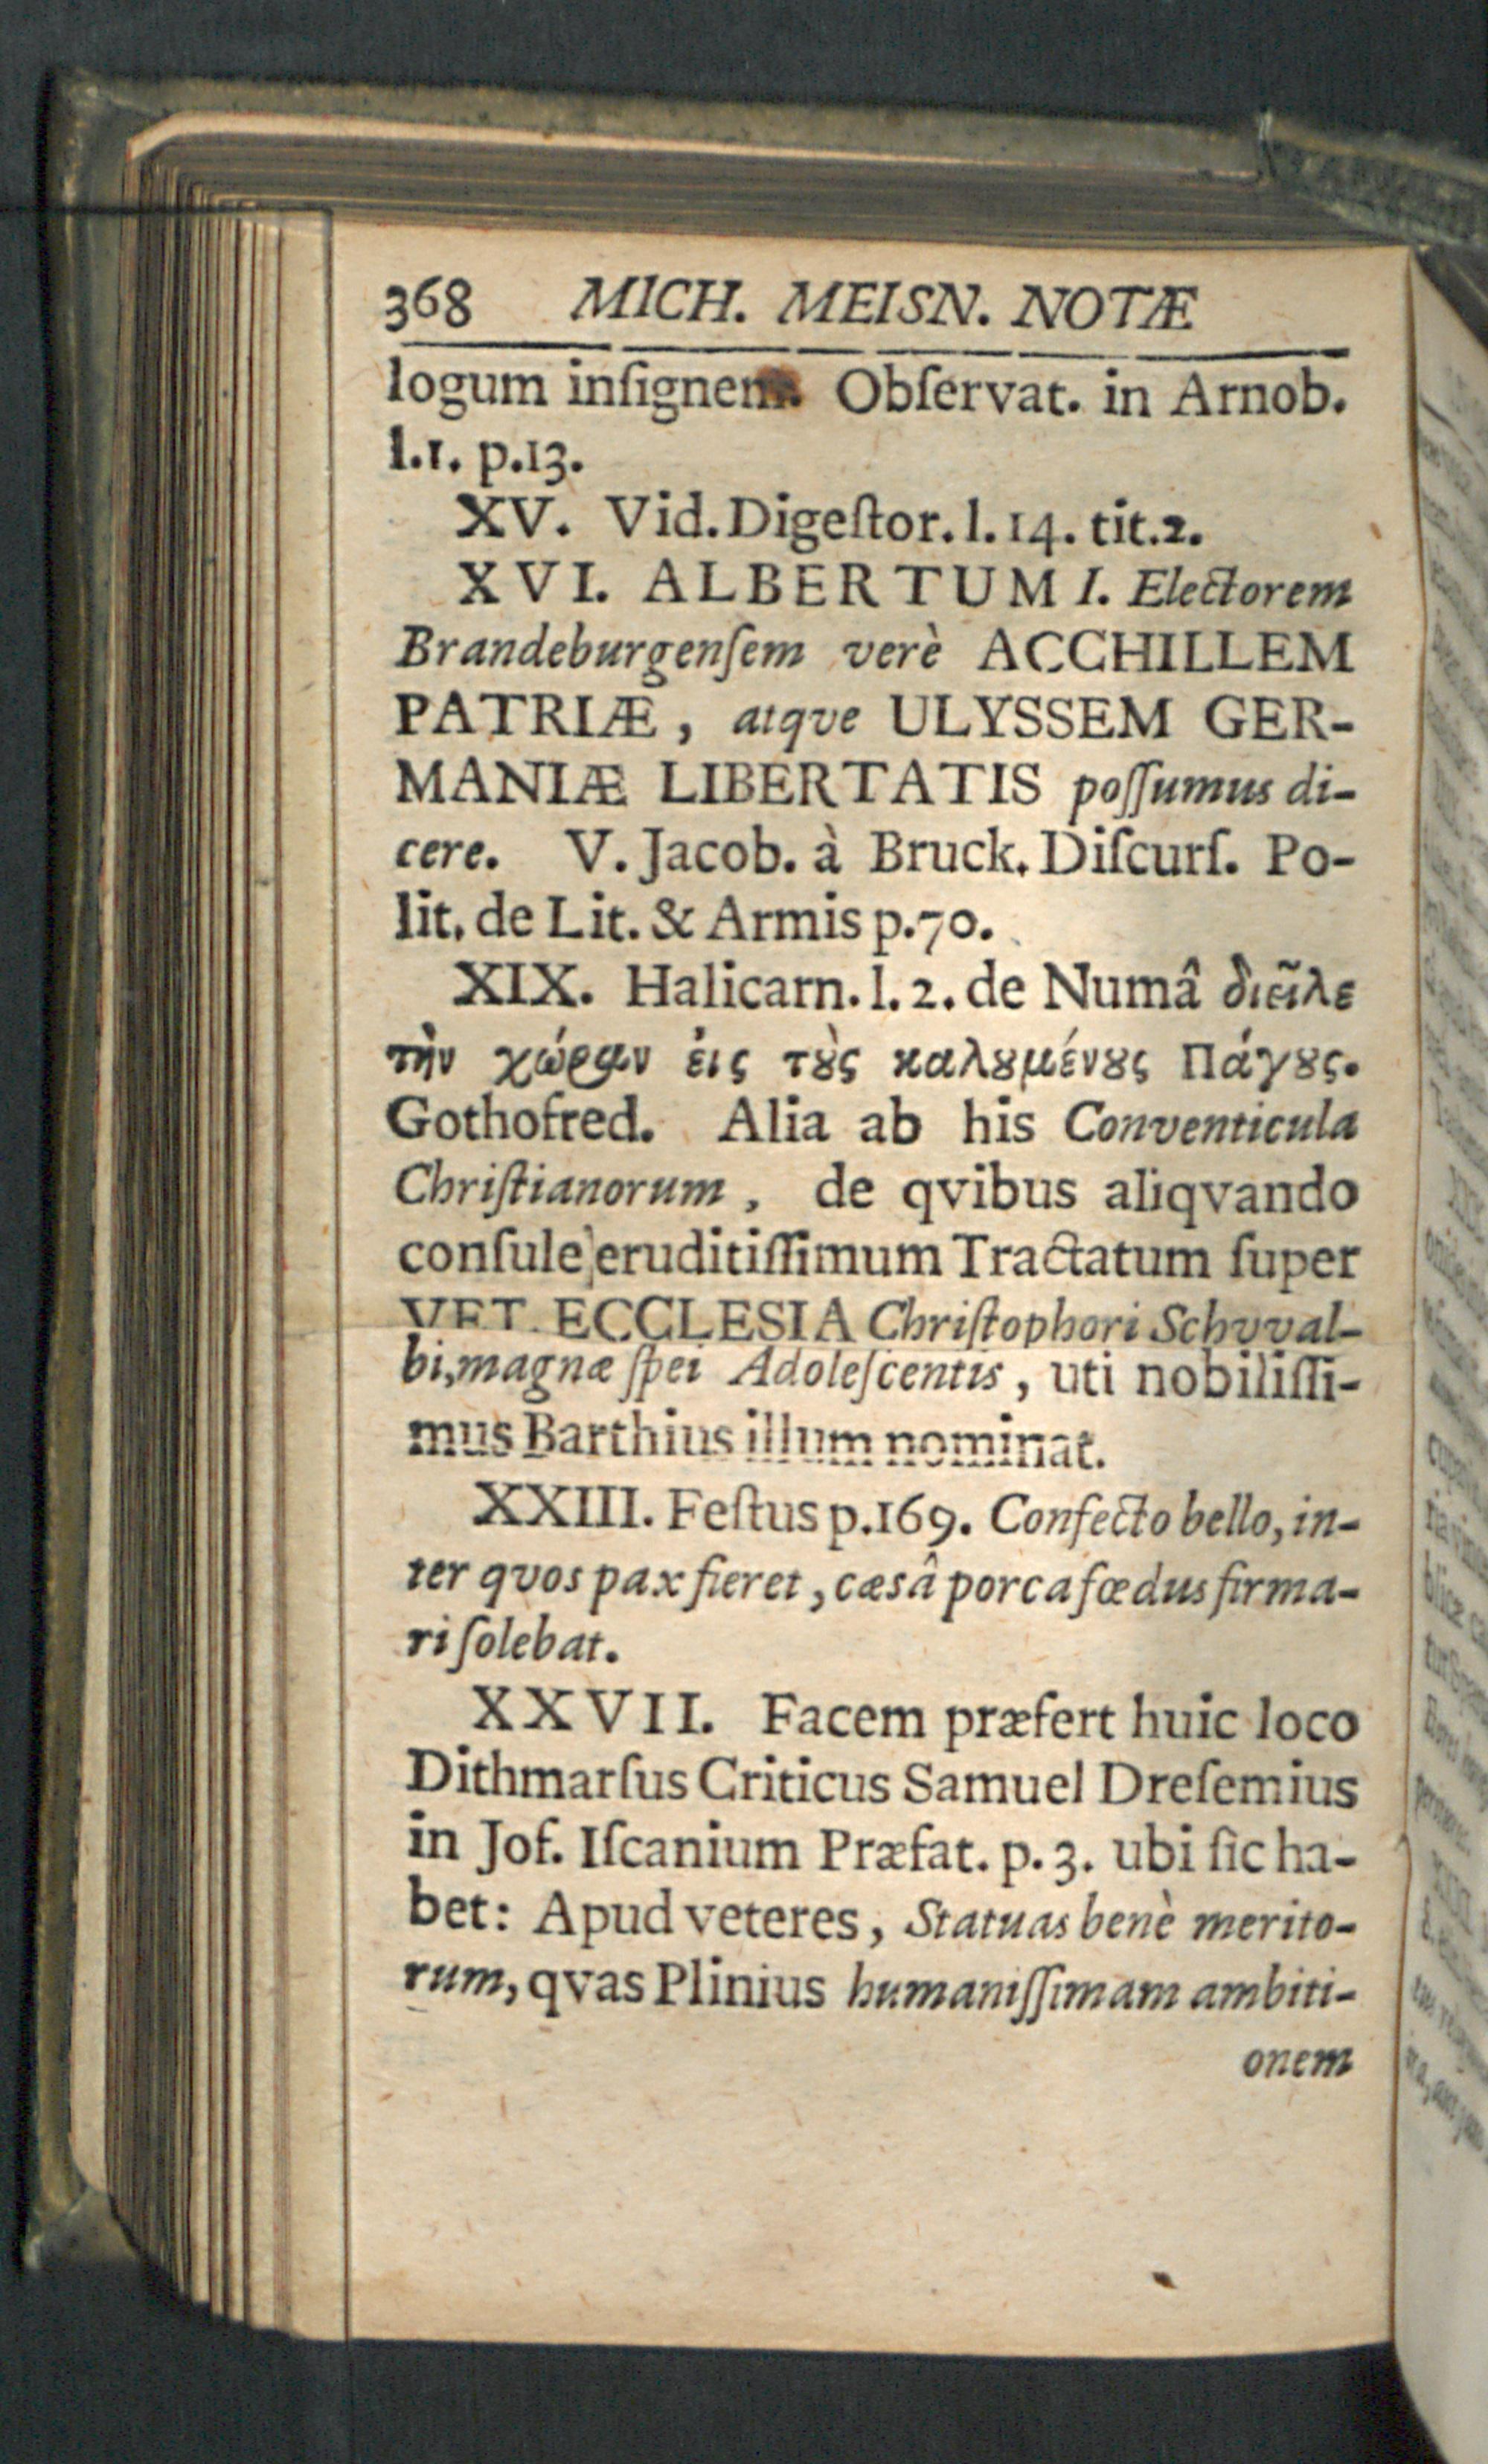 368 MICH. MEISN. NOTÆ
logum inſignem. Obſervat. in Arnob.
l.1. p.13.
XV. Vid. Digeſtor. l. 14. tit. 2.
XVI. ALBERTUM I. Electorem
Brandeburgenſem verè ACCHILLEM
PATRIÆ, atqve ULYSSEM GER-
MANIÆ LIBERTATIS poſſumus di-
cere. V. Jacob. à Bruck. Diſcurſ. Po-
lit. de Lit. & Armis p.70.
XIX. Halicarn. l. 2. de Numâ διεῖλε
τὴν χώραν ἐις τȣ̀ς καλȣμένȣς Πάγȣς.
Gothofred. Alia ab his Conventicula
Chriſtianorum, de qvibus aliqvando
conſule eruditiſſimum Tractatum ſuper
VET. ECCLESIA Chriſtophori Schvval-
bi, magnæ ſpei Adoleſcentis, uti nobiliſſi-
mus Barthius illum nominat.
XXIII. Feſtus p.169. Confecto bello, in-
ter qvos pax fieret, cæsâ porca fœdus firma-
ri ſolebat.
XXVII. Facem præfert huic loco
Dithmarſus Criticus Samuel Dreſemius
in Joſ. Iſcanium Præfat. p. 3. ubi ſic ha-
bet: Apud veteres, Statuas benè merito-
rum, qvas Plinius humaniſſimam ambiti-
onem